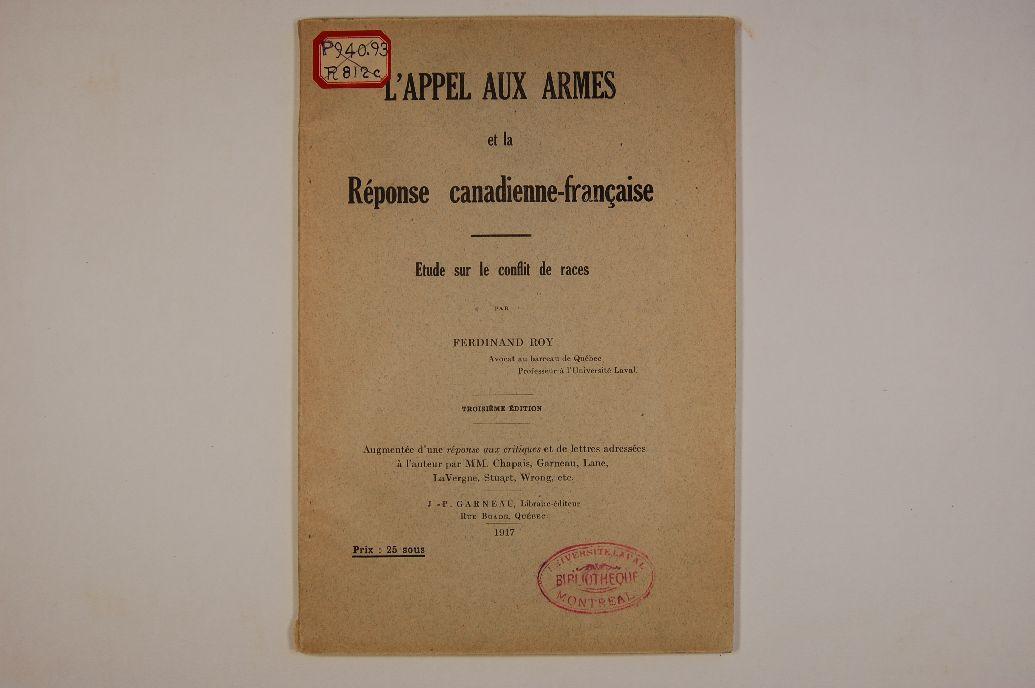 P940.93
R812c
L'APPEL AUX ARMES
et la
Réponse canadienne-française
Etude sur le conflit de races
PAR
FERDINAND ROY
Avocat au barreau de Québec
Professeur à l'Université Laval.
TROISIÈME ÉDITION
Augmentée d'une réponse aux critiques et de lettres adressées
à l'auteur par MM. Chapais, Garneau, Lane,
LaVergne, Stuart, Wrong, etc.
J.-P. GARNEAU, Libraire-éditeur
RUE BUADE, QUÉBEC
1917
Prix : 25 sous
UNIVERSITÉ LAVAL
BIBLIOTHEQUE
MONTREAL